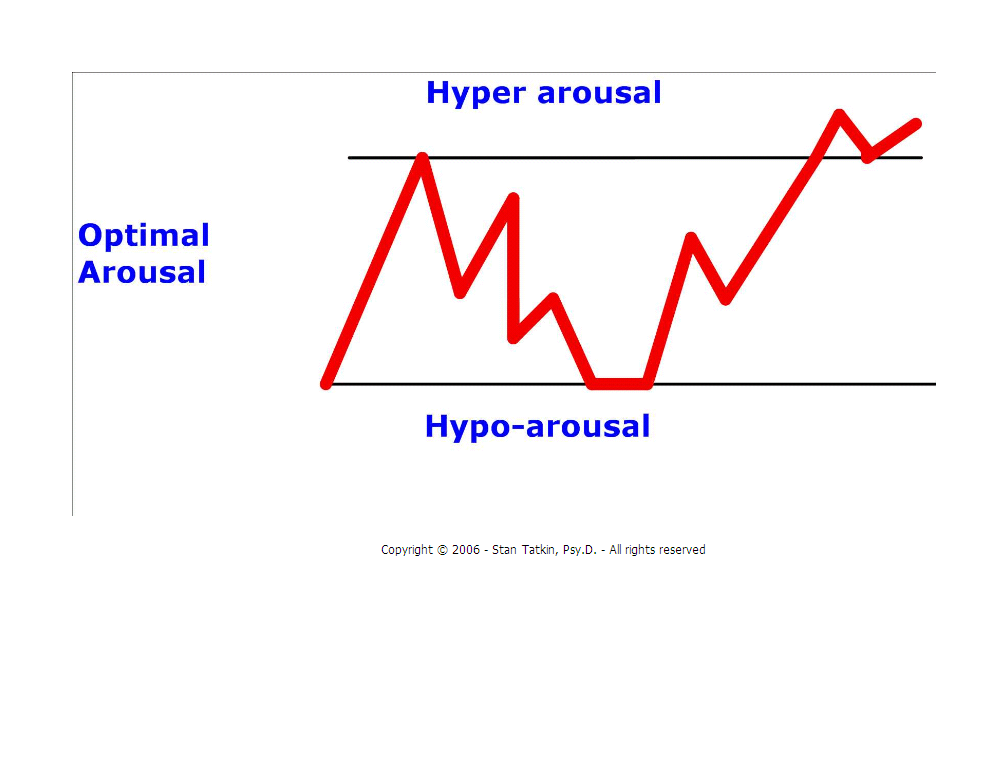 Hyper arousal
Optimal
Arousal
Hypo-arousal
Copyright © 2006 - Stan Tatkin, Psy.D. - All rights reserved